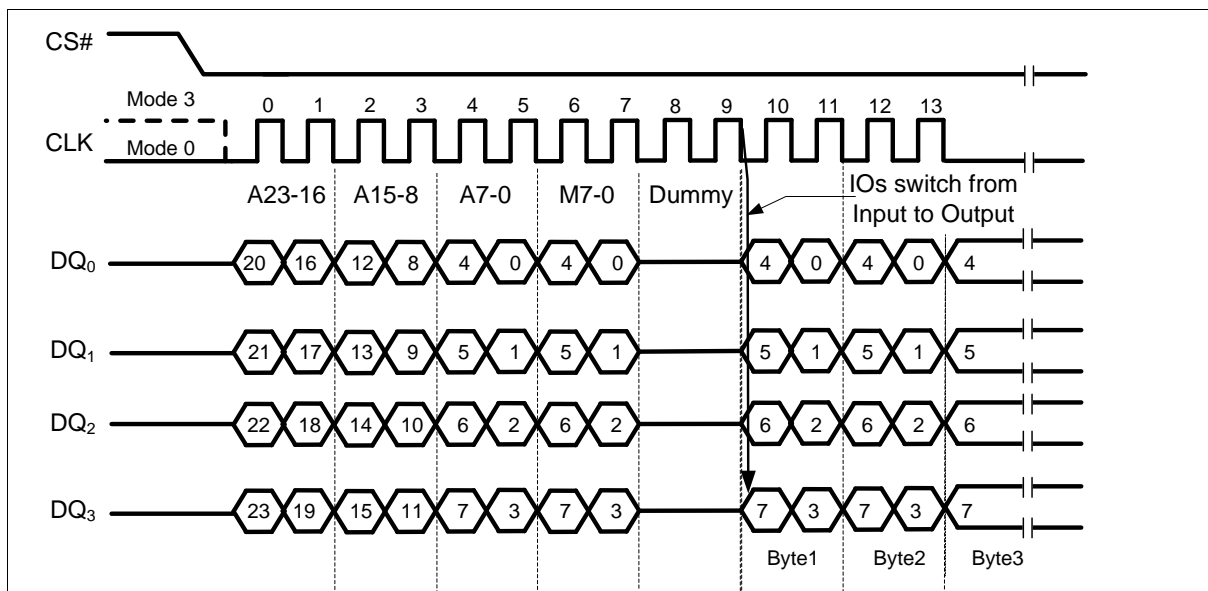 CS#
Mode 3
0 1 2 3 4 5 6 7 8 9 10 11 12 13
CLK
Mode 0
A23-16 A15-8 A7-0 M7-0 Dummy
IOs switch from
Input to Output
DQ0 20 16 12 8 4 0 4 0 4 0 4 0 4
DQ1 21 17 13 9 5 1 5 1 5 1 5 1 5
DQ2 22 18 14 10 6 2 6 2 6 2 6 2 6
DQ3 23 19 15 11 7 3 7 3 7 3 7 3 7
Byte1 Byte2 Byte3